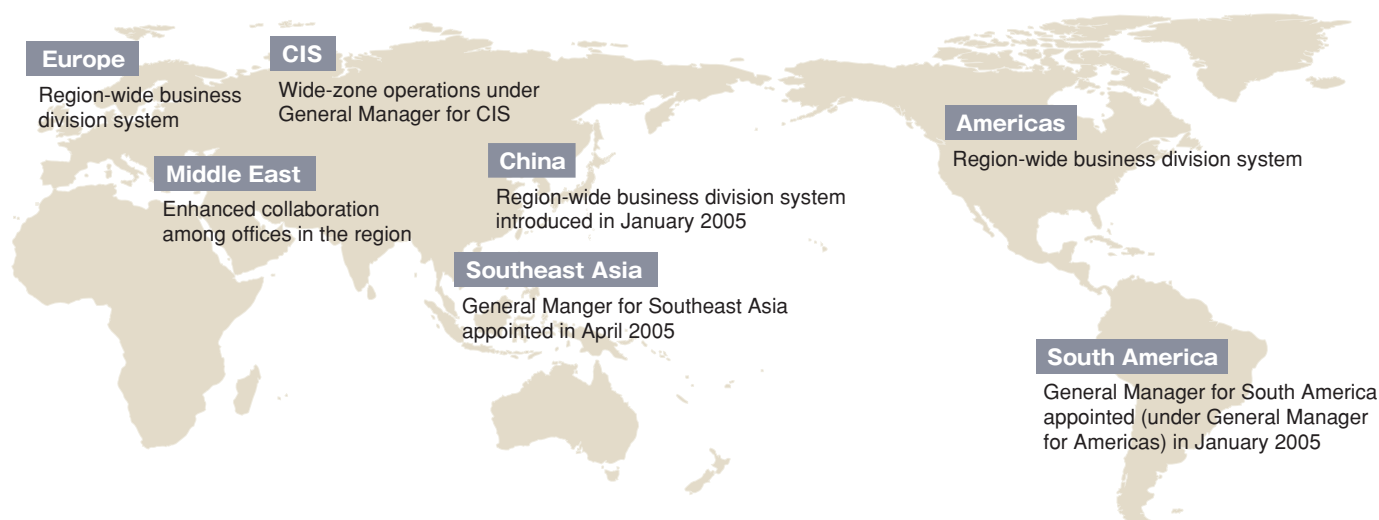 Europe
Region-wide business
division system
CIS
Wide-zone operations under
General Manager for CIS
Middle East
Enhanced collaboration
among offices in the region
China
Region-wide business division system
introduced in January 2005
Southeast Asia
General Manger for Southeast Asia
appointed in April 2005
Americas
Region-wide business division system
South America
General Manager for South America
appointed (under General Manager
for Americas) in January 2005